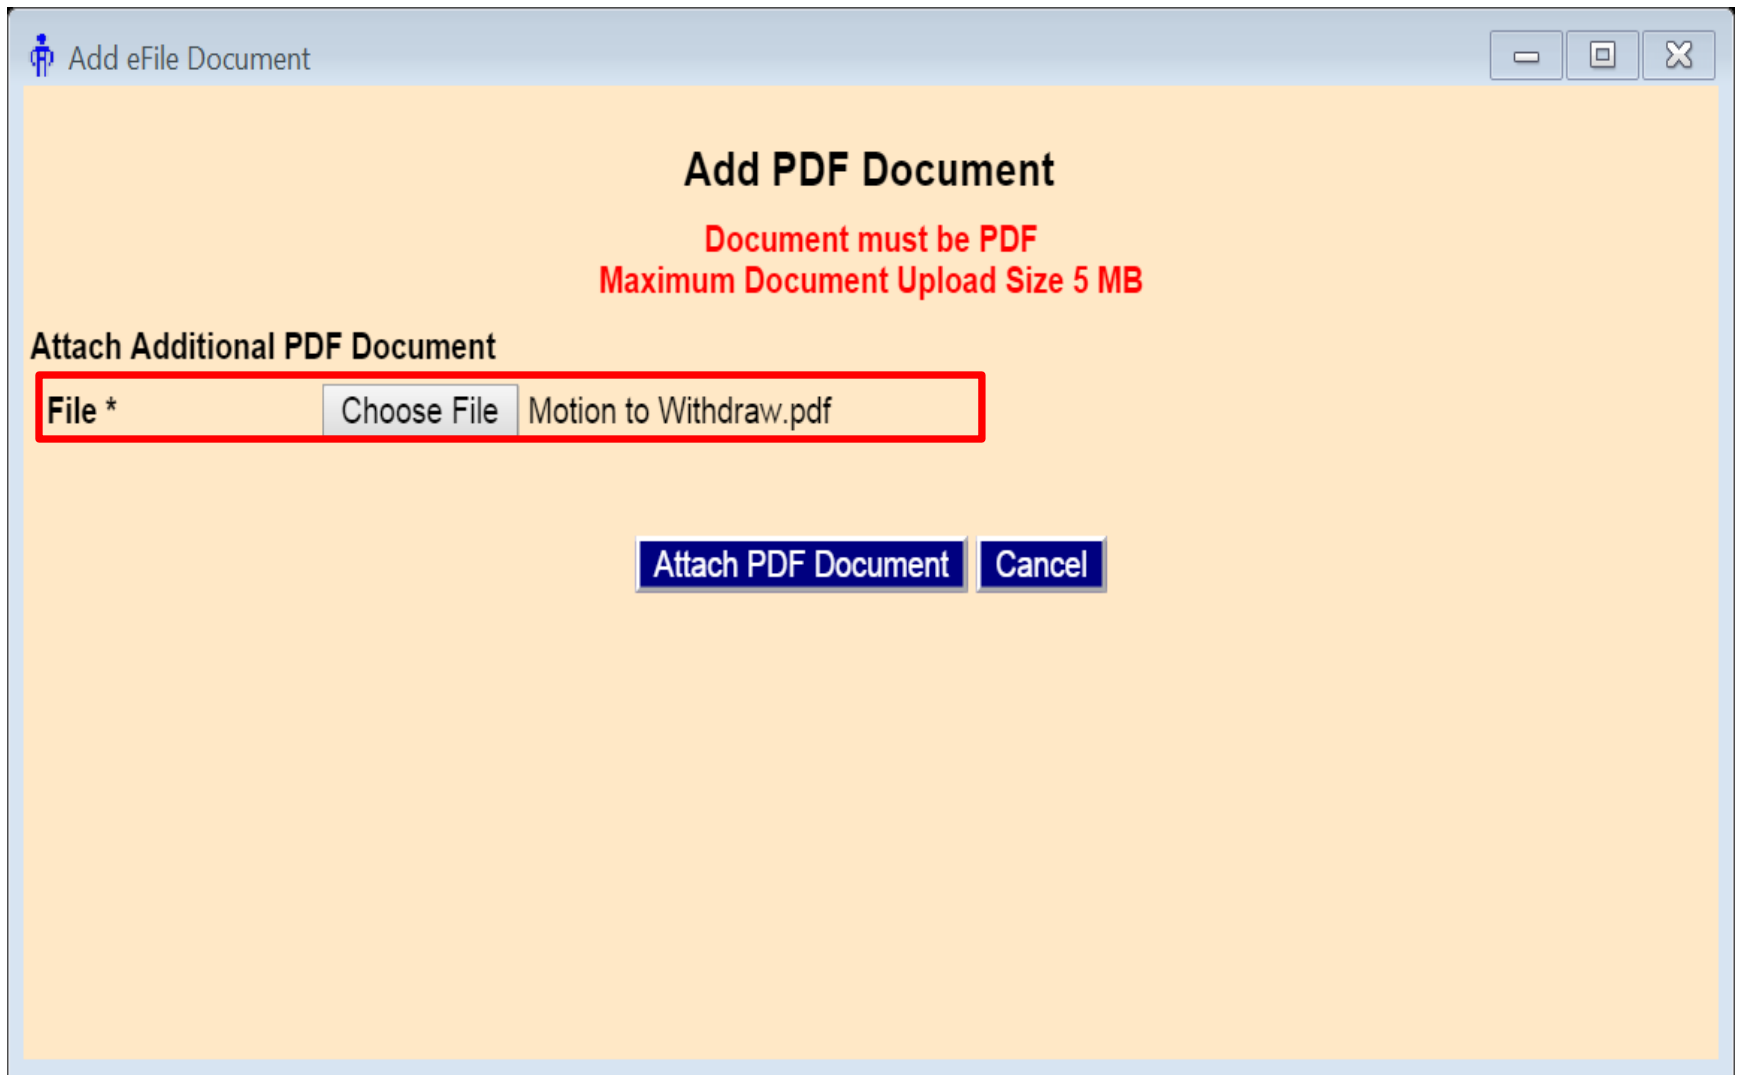 Add eFile Document
Add PDF Document
Document must be PDF
Maximum Document Upload Size 5 MB
Attach Additional PDF Document
File * Choose File Motion to Withdraw.pdf
Attach PDF Document Cancel